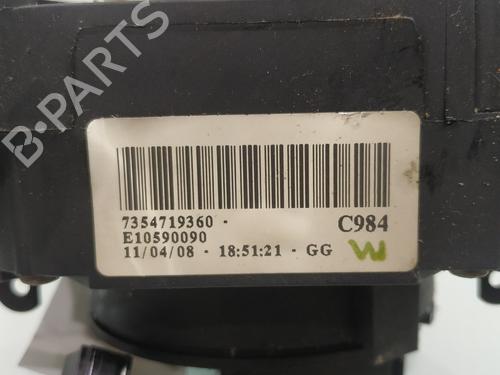 B-PARTS
7354719360 - C984
E10590090
11/04/08 - 18:51:21 - GG W